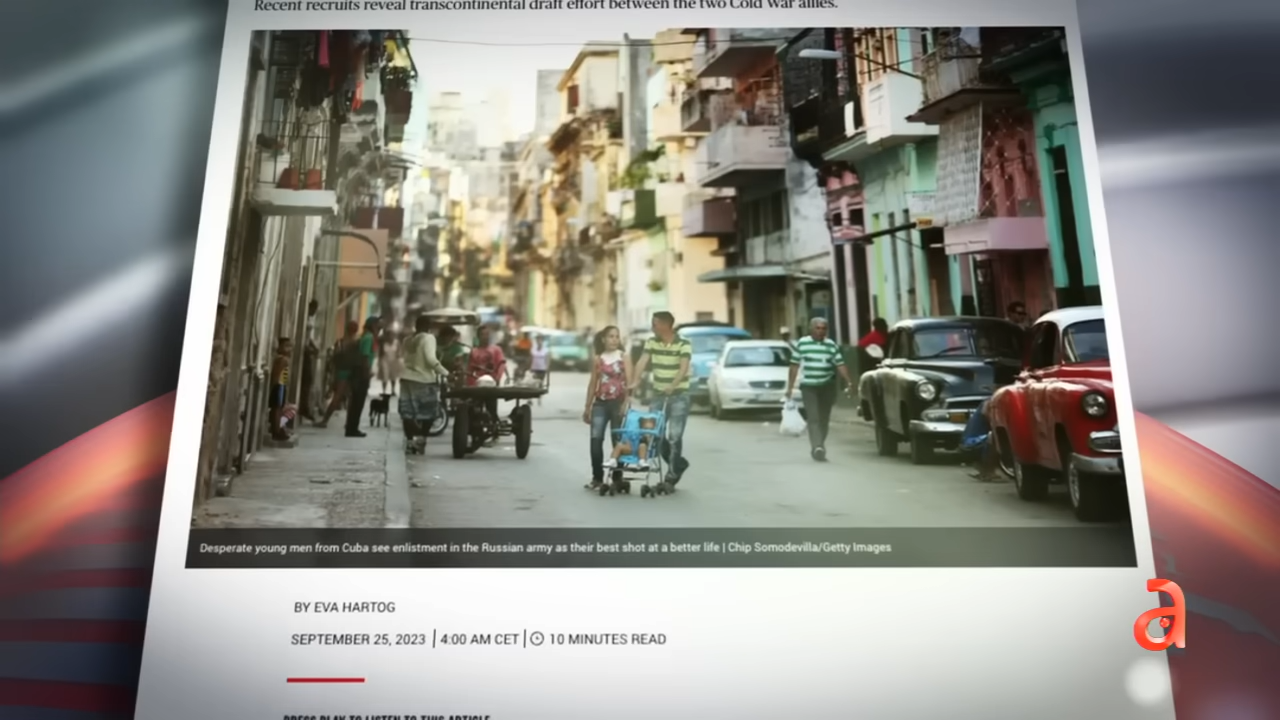 Recent recruits reveal transcontinental draft effort between the two Cold War allies.
Desperate young men from Cuba see enlistment in the Russian army as their best shot at a better life | Chip Somodevilla/Getty Images
BY EVA HARTOG
SEPTEMBER 25, 2023 | 4:00 AM CET | 10 MINUTES READ
PRESS PLAY TO LISTEN TO THIS ARTICLE
a